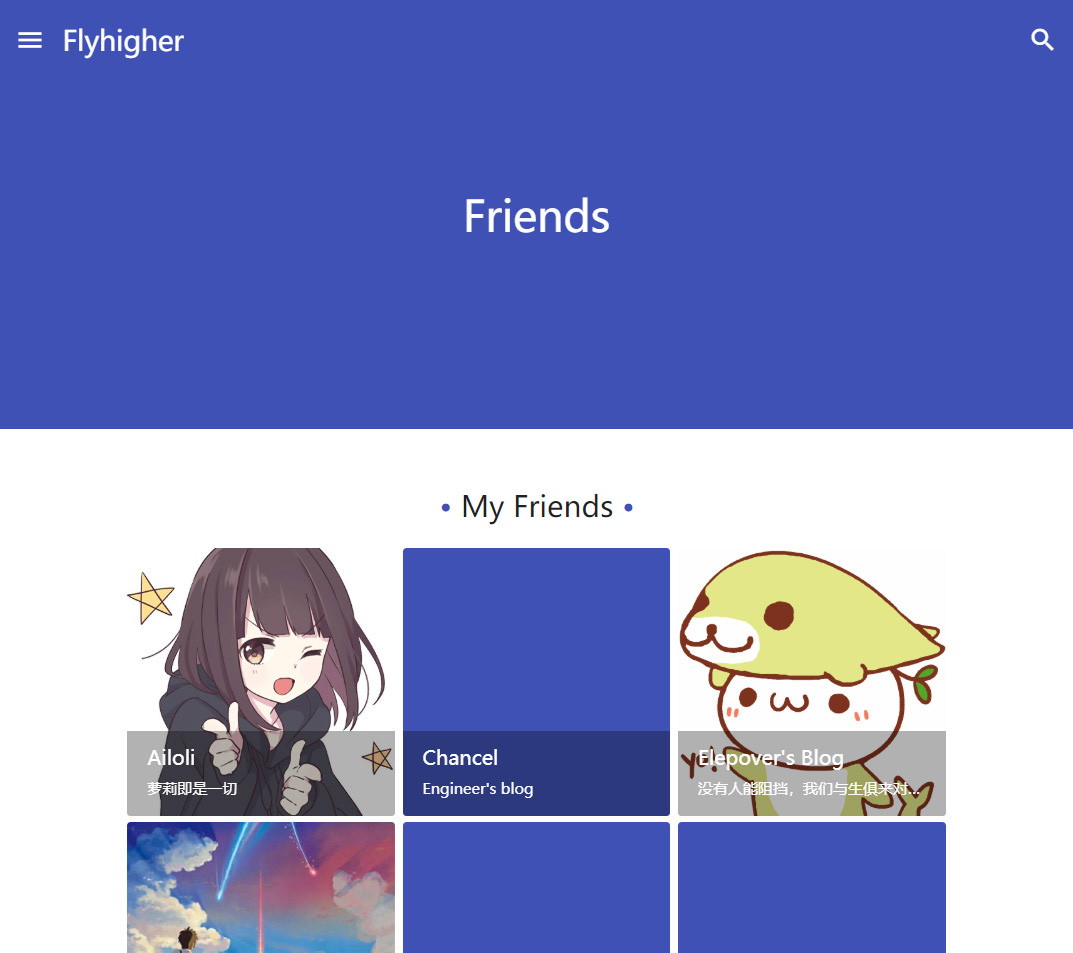 Flyhigher
Friends
• My Friends •
Ailoli
萝莉即是一切
Chancel
Engineer's blog
Elepover's Blog
没有人能阻挡，我们与生俱来对...
y!